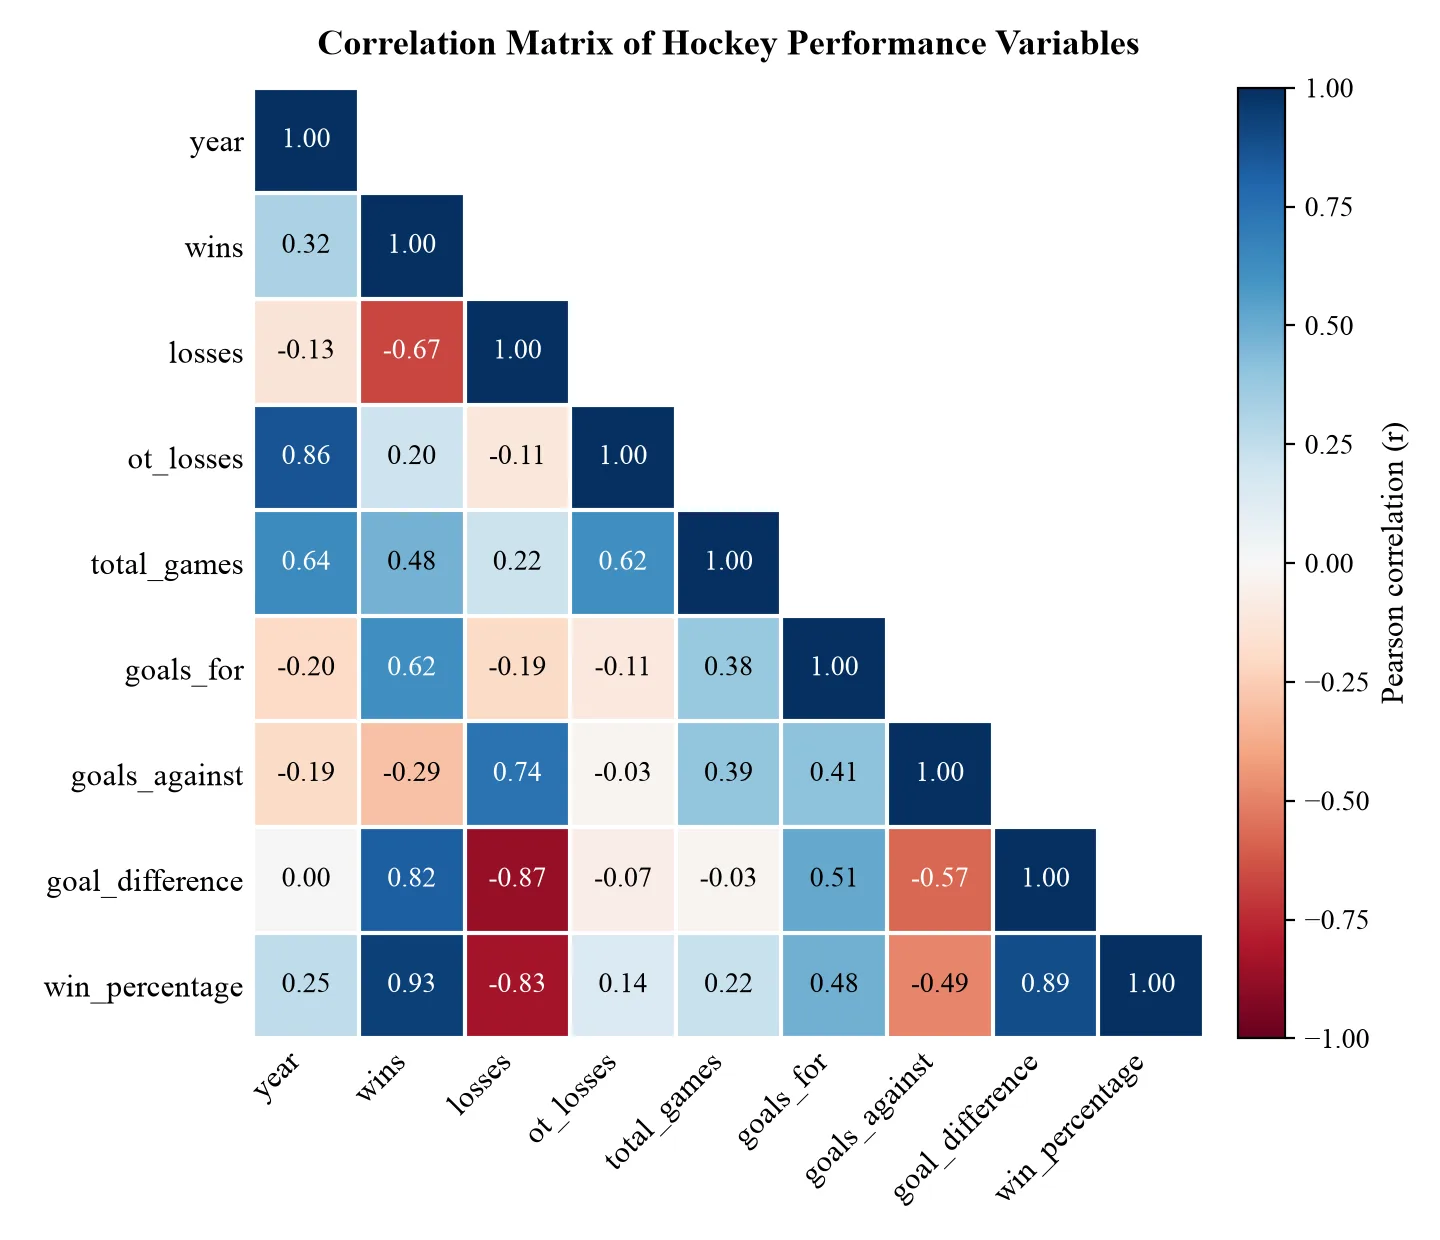 Correlation Matrix of Hockey Performance Variables
year 1.00
wins 0.32 1.00
losses -0.13 -0.67 1.00
ot_losses 0.86 0.20 -0.11 1.00
total_games 0.64 0.48 0.22 0.62 1.00
goals_for -0.20 0.62 -0.19 -0.11 0.38 1.00
goals_against -0.19 -0.29 0.74 -0.03 0.39 0.41 1.00
goal_difference 0.00 0.82 -0.87 -0.07 -0.03 0.51 -0.57 1.00
win_percentage 0.25 0.93 -0.83 0.14 0.22 0.48 -0.49 0.89 1.00
year wins losses ot_losses total_games goals_for goals_against goal_difference win_percentage
1.00
0.75
0.50
0.25
0.00
−0.25
−0.50
−0.75
−1.00
Pearson correlation (r)